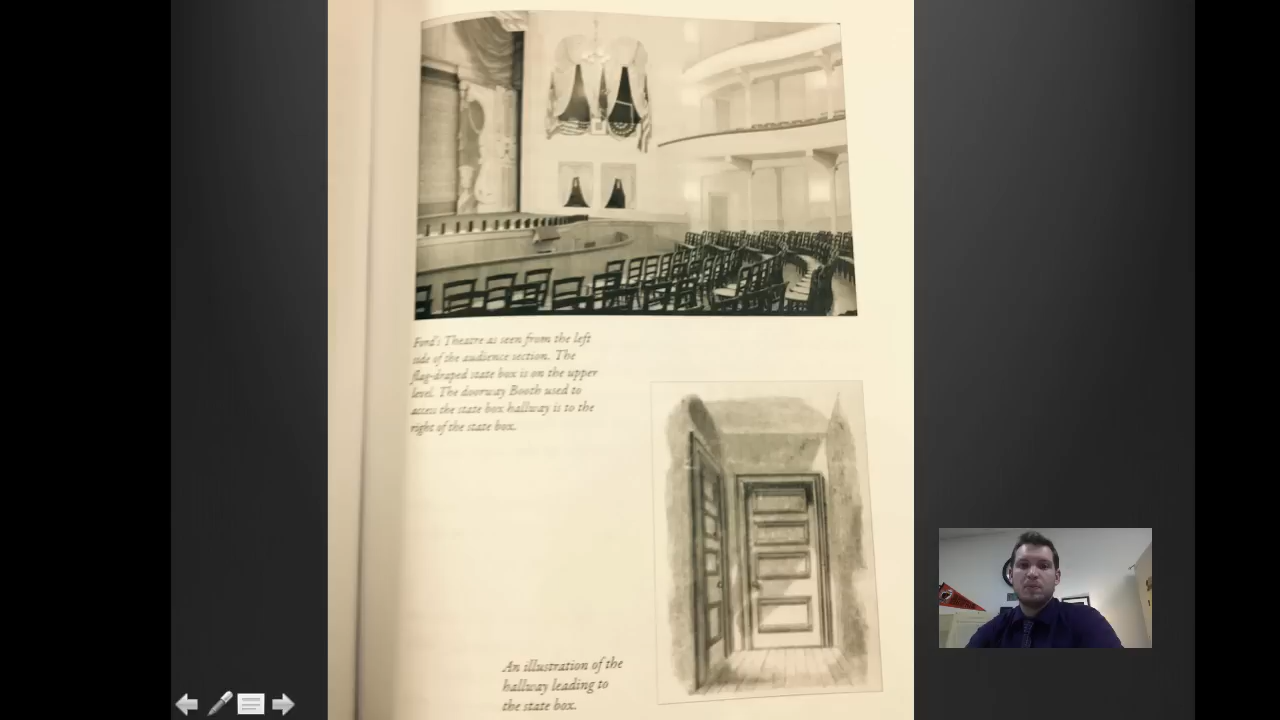 Ford's Theatre as seen from the left
side of the audience section. The
flag-draped state box is on the upper
level. The doorway Booth used to
access the state box hallway is to the
right of the state box.
An illustration of the
hallway leading to
the state box.